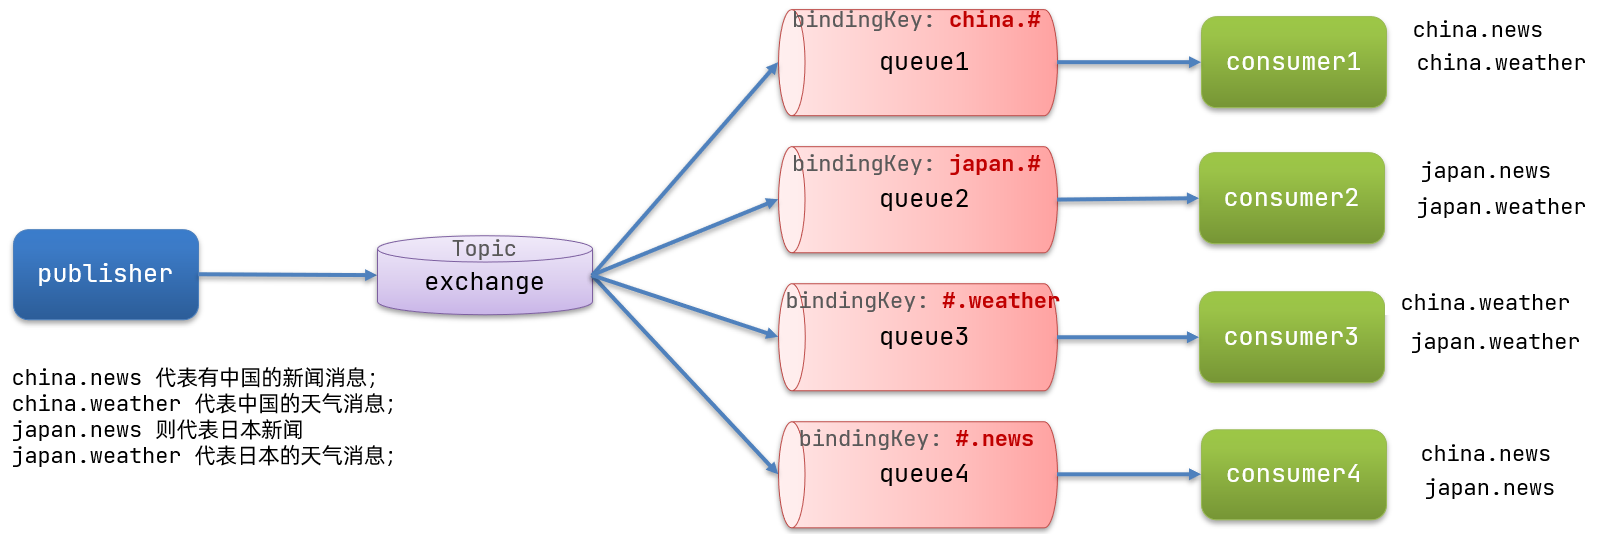 bindingKey: china.#
queue1
consumer1
china.news
china.weather
bindingKey: japan.#
queue2
consumer2
japan.news
japan.weather
publisher
Topic
exchange
bindingKey: #.weather
queue3
consumer3
china.weather
japan.weather
china.news 代表有中国的新闻消息;
china.weather 代表中国的天气消息;
japan.news 则代表日本新闻
japan.weather 代表日本的天气消息;
bindingKey: #.news
queue4
consumer4
china.news
japan.news